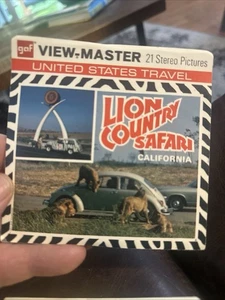 gaf VIEW-MASTER 21 Stereo Pictures
UNITED STATES TRAVEL
LION
COUNTRY
SAFARI
CALIFORNIA